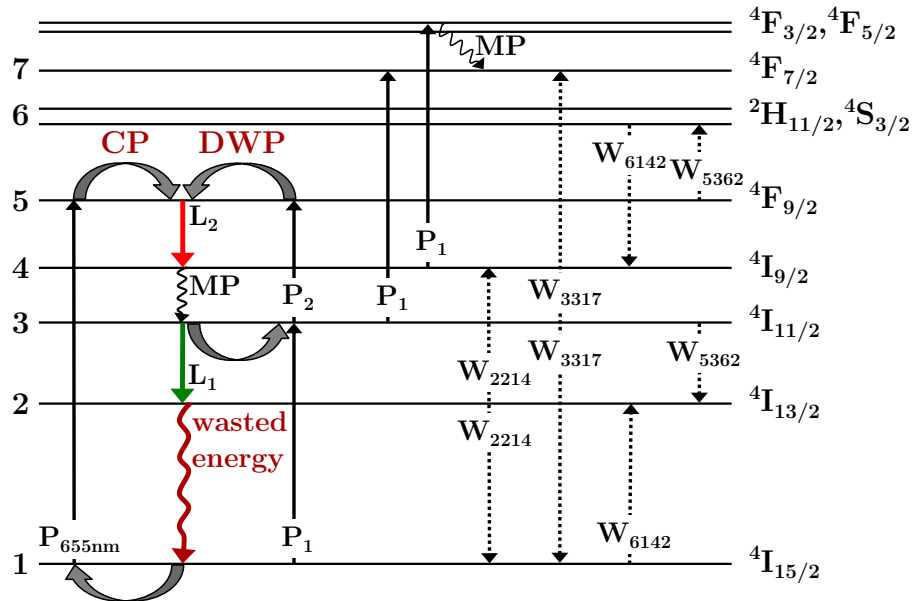 ⁴F₃/₂,⁴F₅/₂
MP
7
⁴F₇/₂
6
²H₁₁/₂,⁴S₃/₂
CP
DWP
W₆₁₄₂
W₅₃₆₂
5
⁴F₉/₂
L₂
P₁
4
⁴I₉/₂
MP
P₂
P₁
W₃₃₁₇
3
⁴I₁₁/₂
W₃₃₁₇
W₅₃₆₂
L₁
W₂₂₁₄
2
⁴I₁₃/₂
wasted
energy
W₂₂₁₄
P₆₅₅ₙₘ
P₁
W₆₁₄₂
1
⁴I₁₅/₂